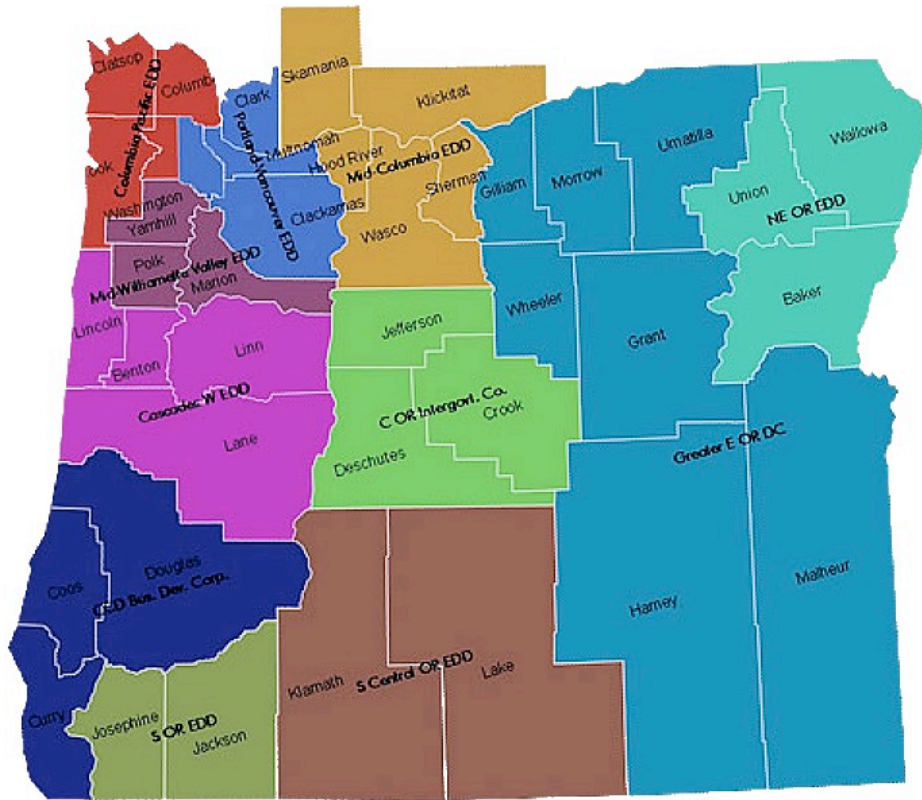 Skamania
Clatsop
Columbi
Clark
Klickitat
Columbia Pacific EDD
Portland-Vancouver EDD
Multnomah
Hood River
Mid-Columbia EDD
Umatilla
Wallowa
ook
Sherman
Gilliam
Morrow
Union
Washington
Yamhill
Clackamas
Wasco
NE OR EDD
Polk
Mid-Willamette Valley EDD
Marion
Wheeler
Baker
Lincoln
Jefferson
Grant
Linn
Benton
Cascades W EDD
C OR Intergovt. Co.
Crook
Lane
Greater E OR DC
Deschutes
Douglas
Coos
CCD Bus. Dev. Corp.
Malheur
Harney
S Central OR EDD
Lake
Klamath
Curry
Josephine
S OR EDD
Jackson